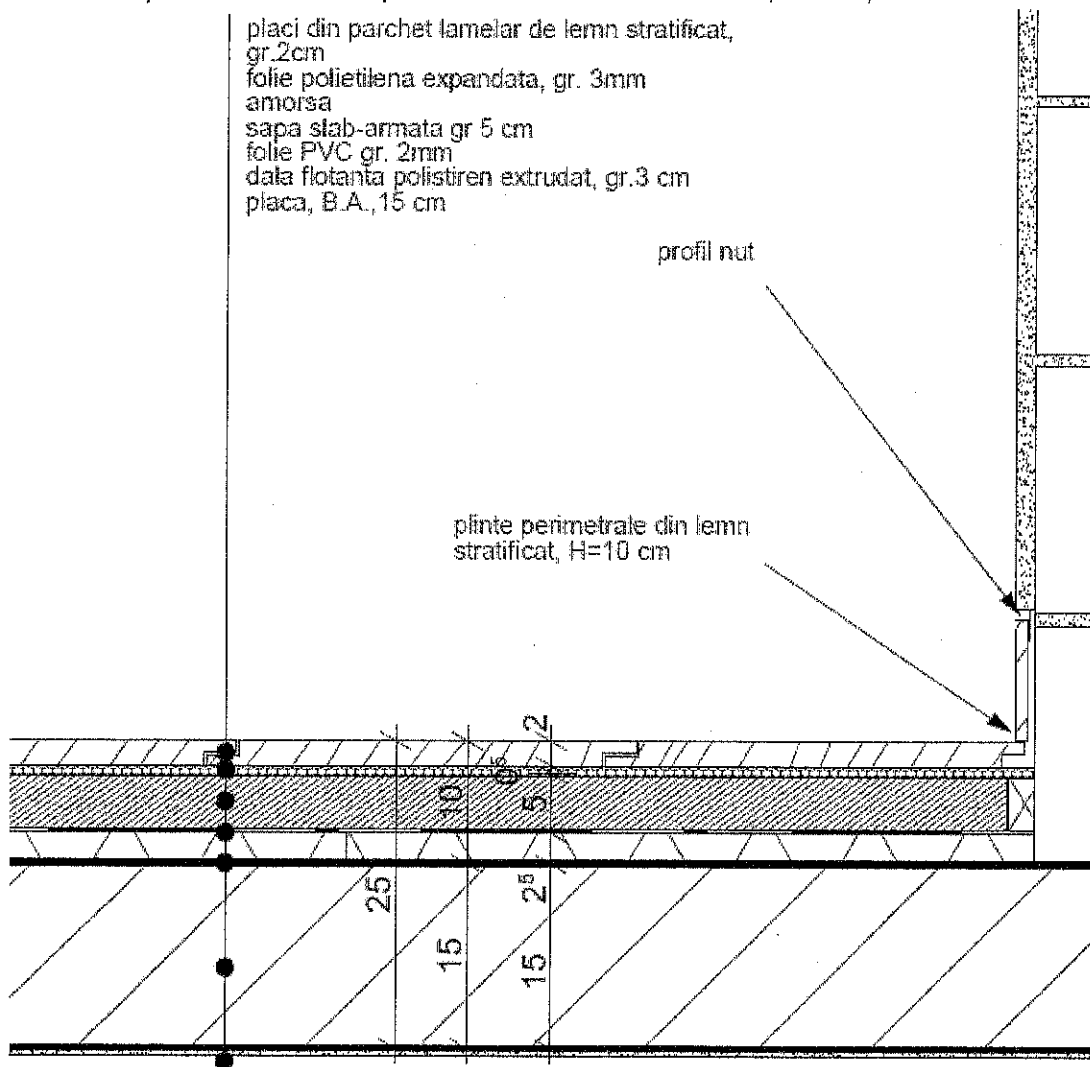 placi din parchet lamelar de lemn stratificat,
gr.2cm
folie polietilena expandata, gr. 3mm
amorsa
sapa slab-armata gr 5 cm
folie PVC gr. 2mm
dala flotanta polistiren extrudat, gr.3 cm
placa, B.A.,15 cm
profil nut
plinte perimetrale din lemn
stratificat, H=10 cm
2
0⁵
10
5
25
2⁵
15
15